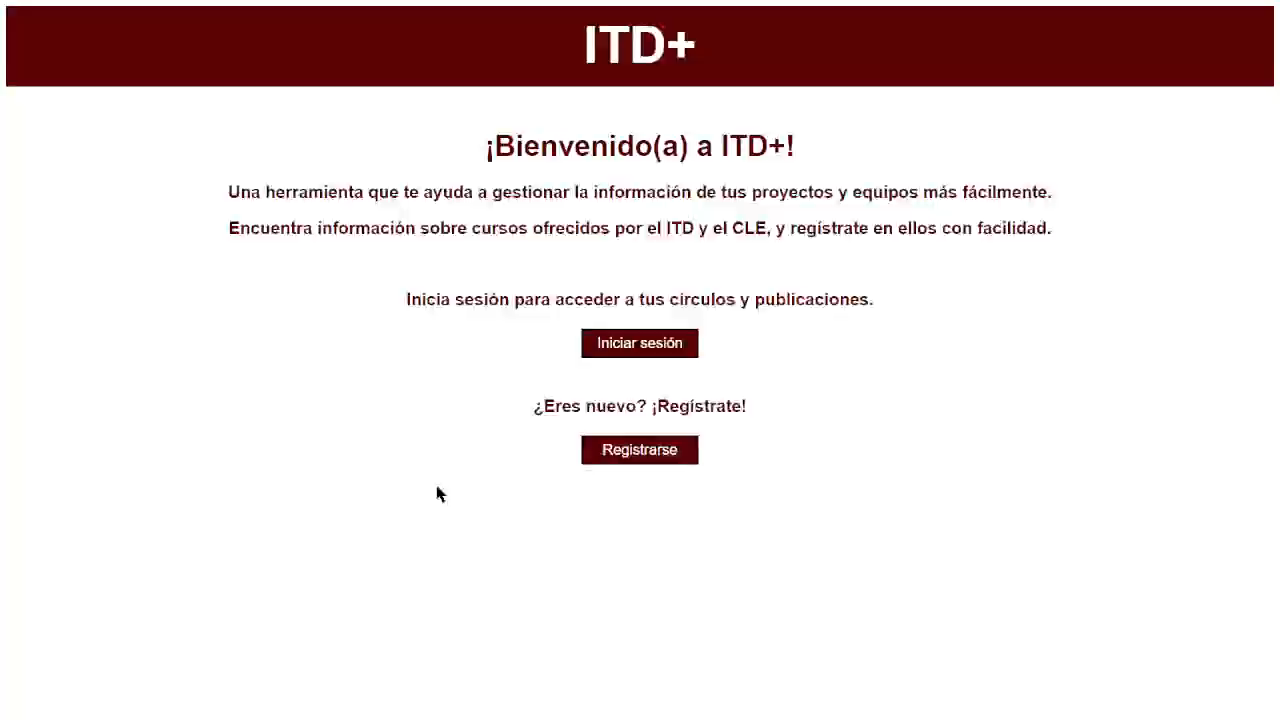 ITD+
¡Bienvenido(a) a ITD+!
Una herramienta que te ayuda a gestionar la información de tus proyectos y equipos más fácilmente.
Encuentra información sobre cursos ofrecidos por el ITD y el CLE, y regístrate en ellos con facilidad.
Inicia sesión para acceder a tus círculos y publicaciones.
Iniciar sesión
¿Eres nuevo? ¡Regístrate!
Registrarse